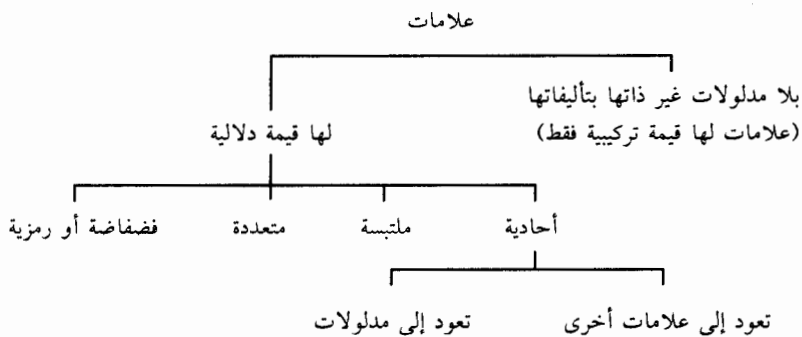 علامات
بلا مدلولات غير ذاتها بتأليفاتها
(علامات لها قيمة تركيبية فقط)
لها قيمة دلالية
أحادية
ملتبسة
متعددة
فضفاضة أو رمزية
تعود إلى علامات أخرى
تعود إلى مدلولات